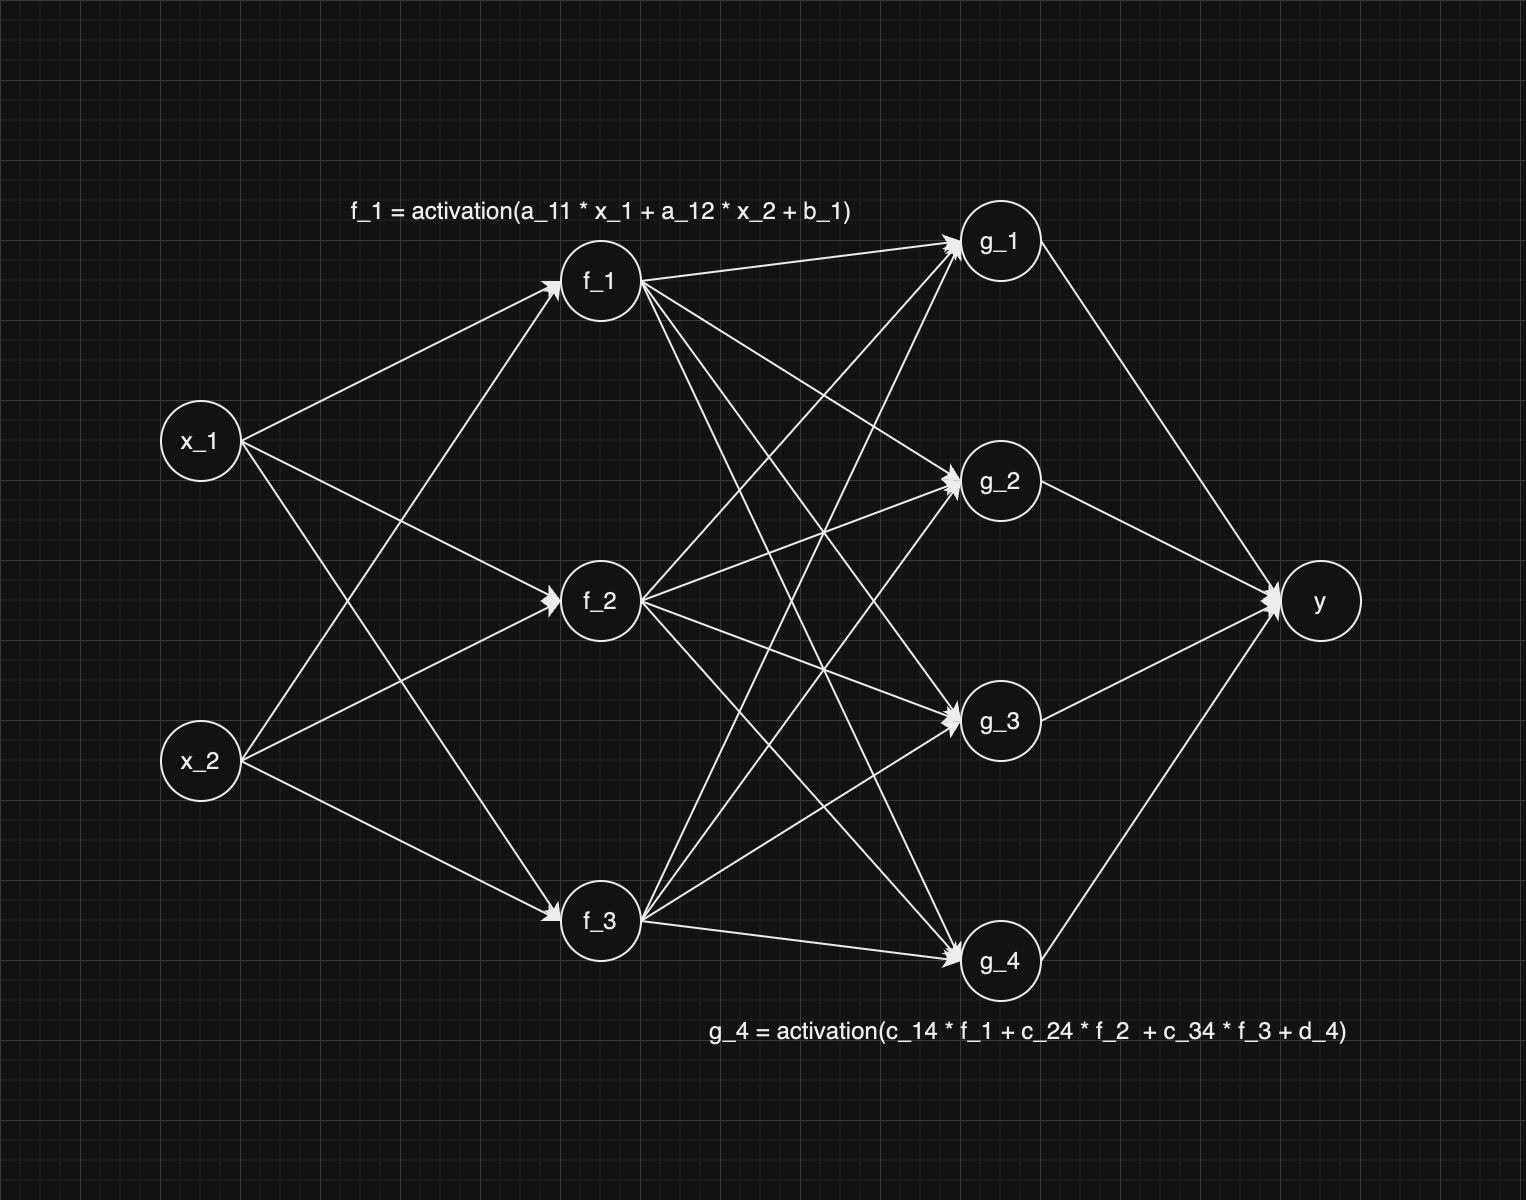 f_1 = activation(a_11 * x_1 + a_12 * x_2 + b_1)
g_1
f_1
x_1
g_2
f_2
y
g_3
x_2
f_3
g_4
g_4 = activation(c_14 * f_1 + c_24 * f_2  + c_34 * f_3 + d_4)